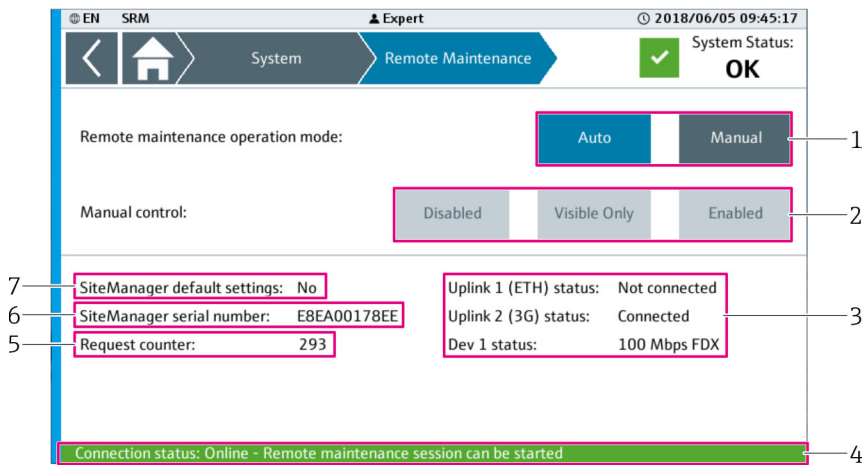 EN SRM Expert 2018/06/05 09:45:17
System Remote Maintenance System Status: OK
Remote maintenance operation mode: Auto Manual 1
Manual control: Disabled Visible Only Enabled 2
7 SiteManager default settings: No Uplink 1 (ETH) status: Not connected
6 SiteManager serial number: E8EA00178EE Uplink 2 (3G) status: Connected 3
5 Request counter: 293 Dev 1 status: 100 Mbps FDX
Connection status: Online - Remote maintenance session can be started 4